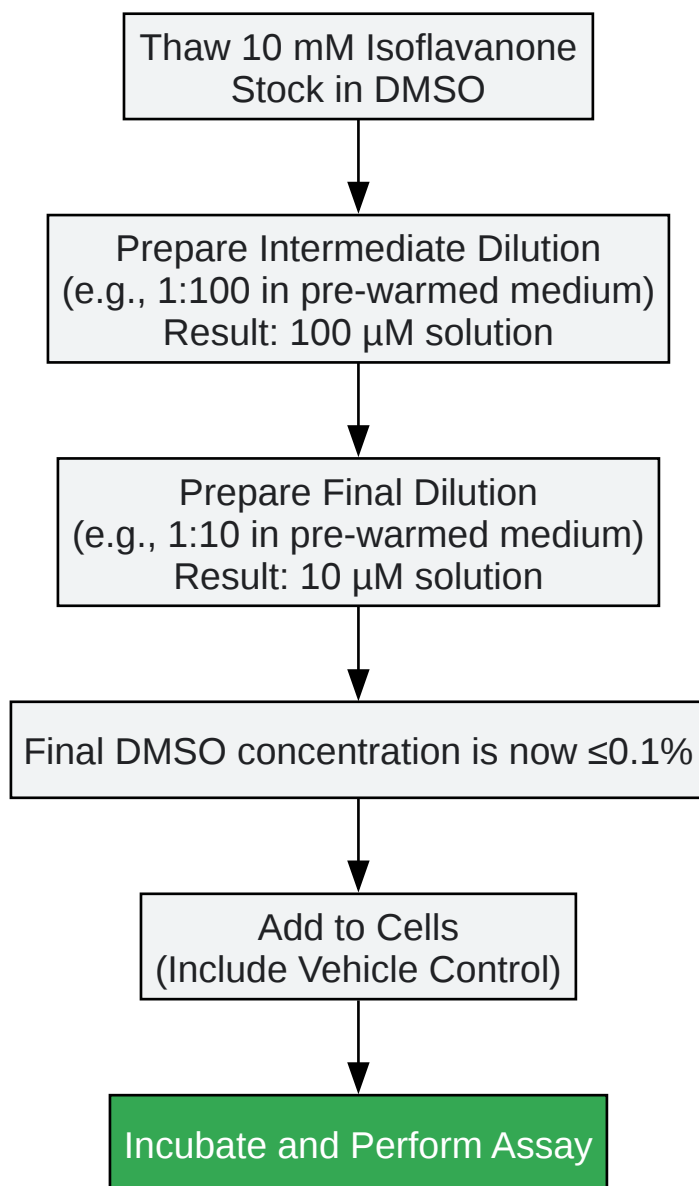 Thaw 10 mM Isoflavanone
Stock in DMSO
Prepare Intermediate Dilution
(e.g., 1:100 in pre-warmed medium)
Result: 100 µM solution
Prepare Final Dilution
(e.g., 1:10 in pre-warmed medium)
Result: 10 µM solution
Final DMSO concentration is now ≤0.1%
Add to Cells
(Include Vehicle Control)
Incubate and Perform Assay